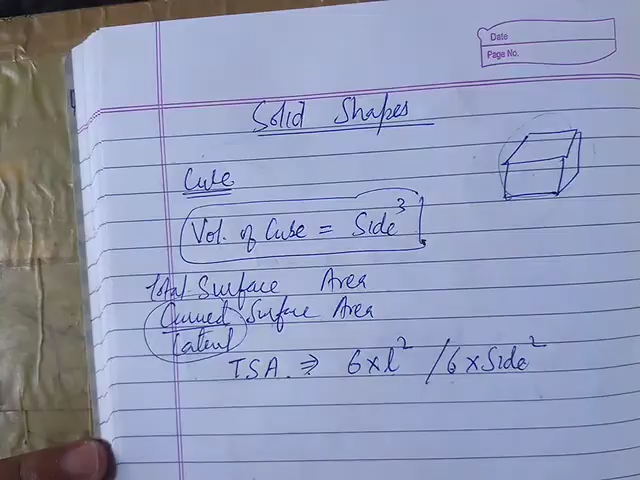 Date
Page No.
Solid Shapes
Cube
Vol. of Cube = Side³
Total Surface Area
Curved Surface Area
Lateral
TSA. ⇒ 6×l² / 6×Side²